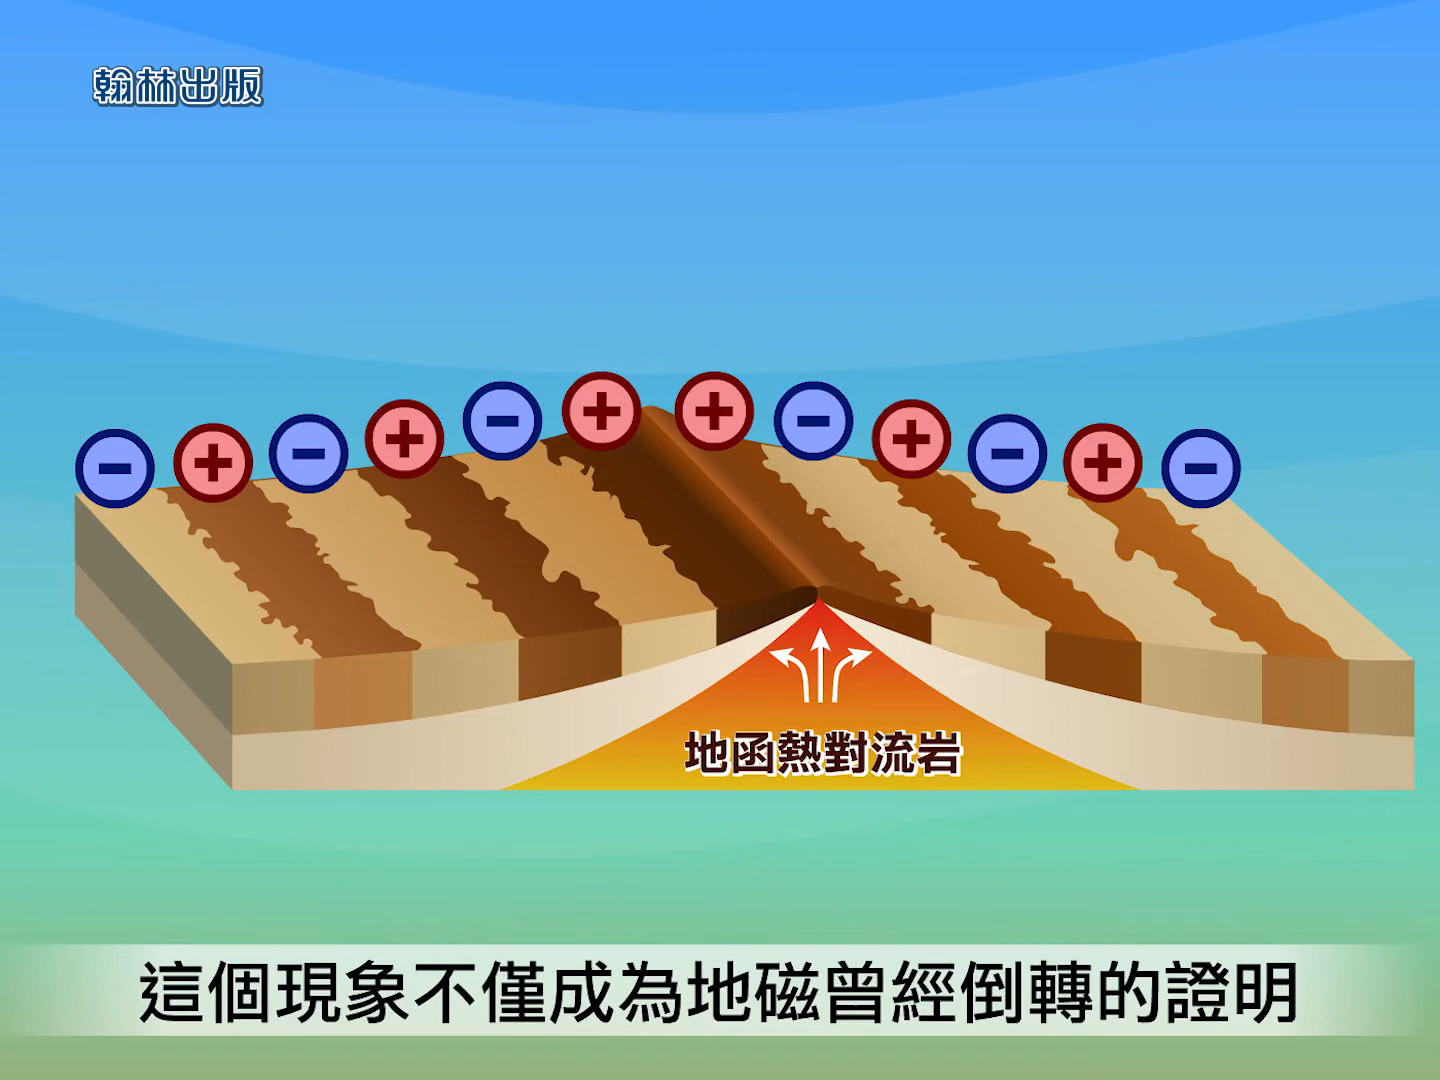 翰林出版
地函熱對流岩
這個現象不僅成為地磁曾經倒轉的證明